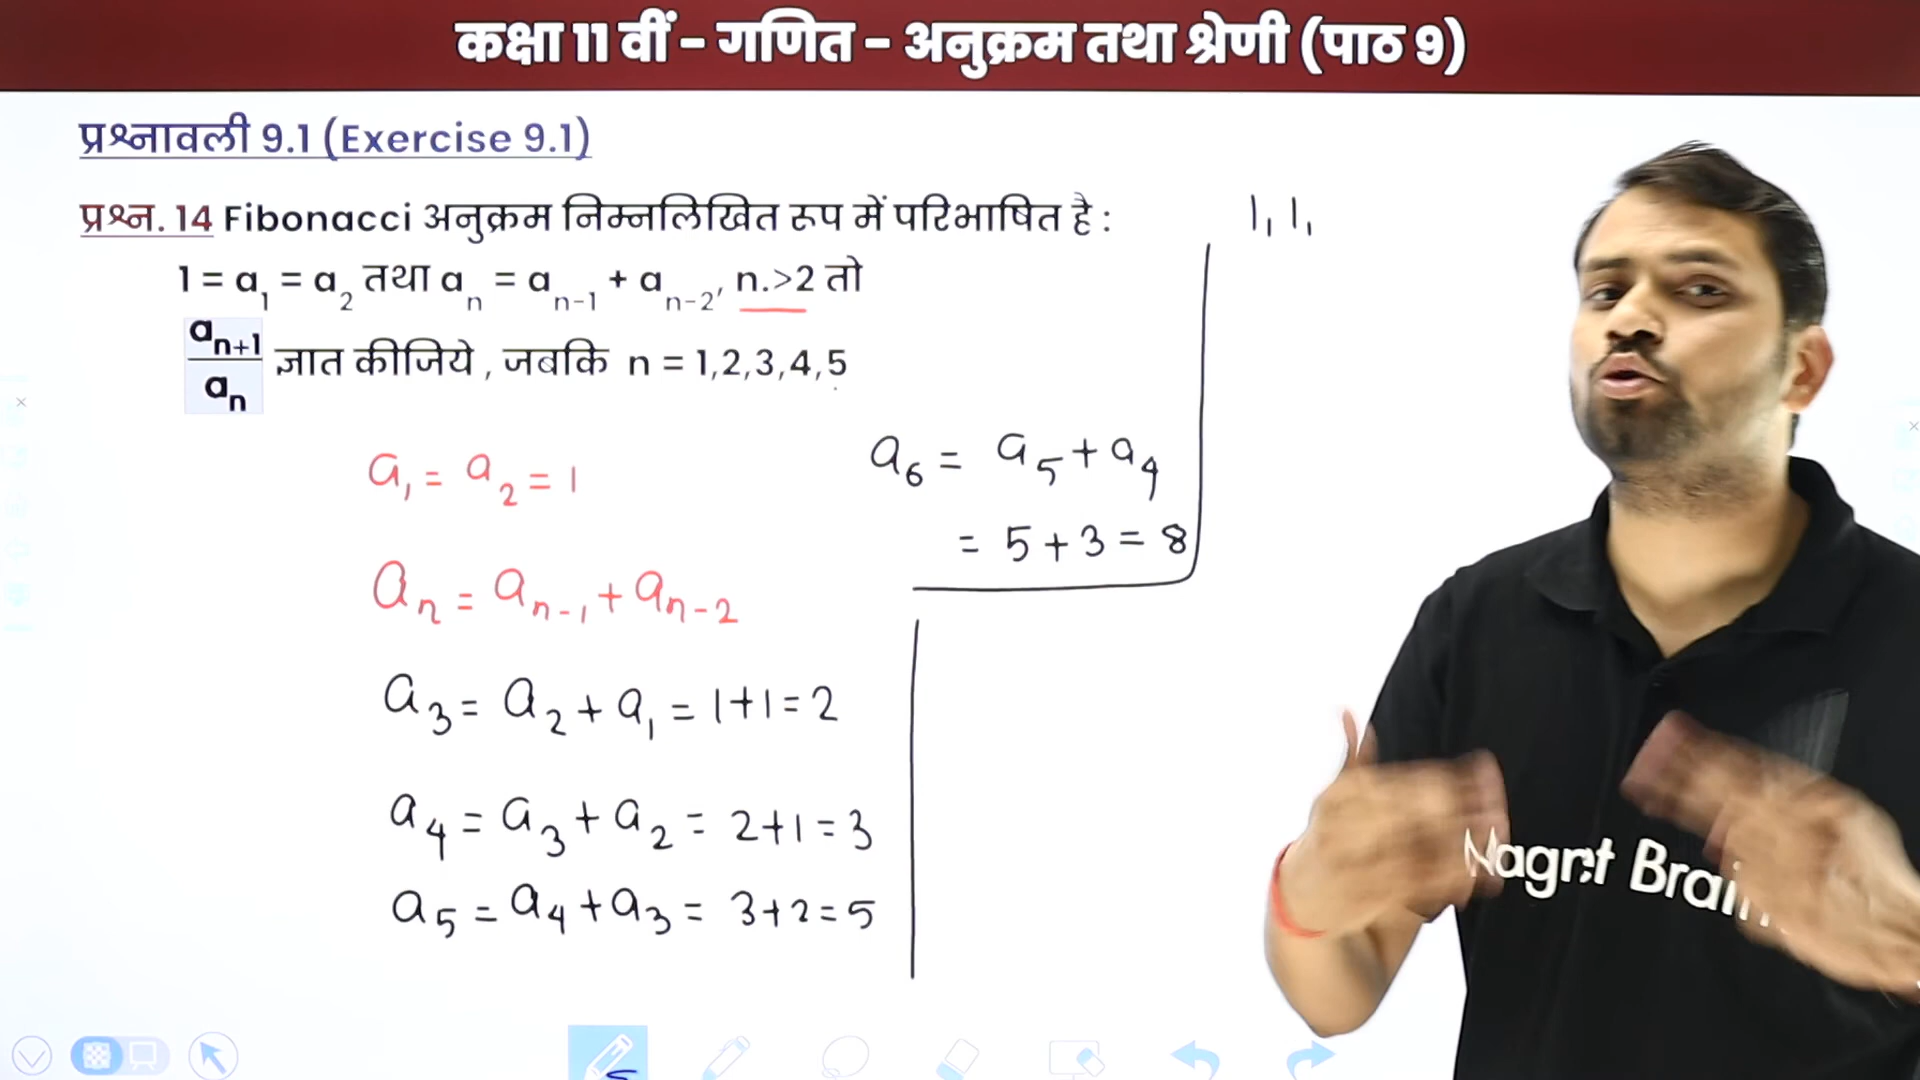 कक्षा 11 वीं - गणित - अनुक्रम तथा श्रेणी (पाठ 9)
प्रश्नावली 9.1 (Exercise 9.1)
प्रश्न. 14 Fibonacci अनुक्रम निम्नलिखित रूप में परिभाषित है :
1 = a₁ = a₂ तथा aₙ = aₙ₋₁ + aₙ₋₂, n.>2 तो
aₙ₊₁/aₙ ज्ञात कीजिये , जबकि n = 1,2,3,4,5
1, 1,
a₁ = a₂ = 1
aₙ = aₙ₋₁ + aₙ₋₂
a₃ = a₂ + a₁ = 1+1 = 2
a₄ = a₃ + a₂ = 2+1 = 3
a₅ = a₄ + a₃ = 3+2 = 5
a₆ = a₅ + a₄
= 5 + 3 = 8